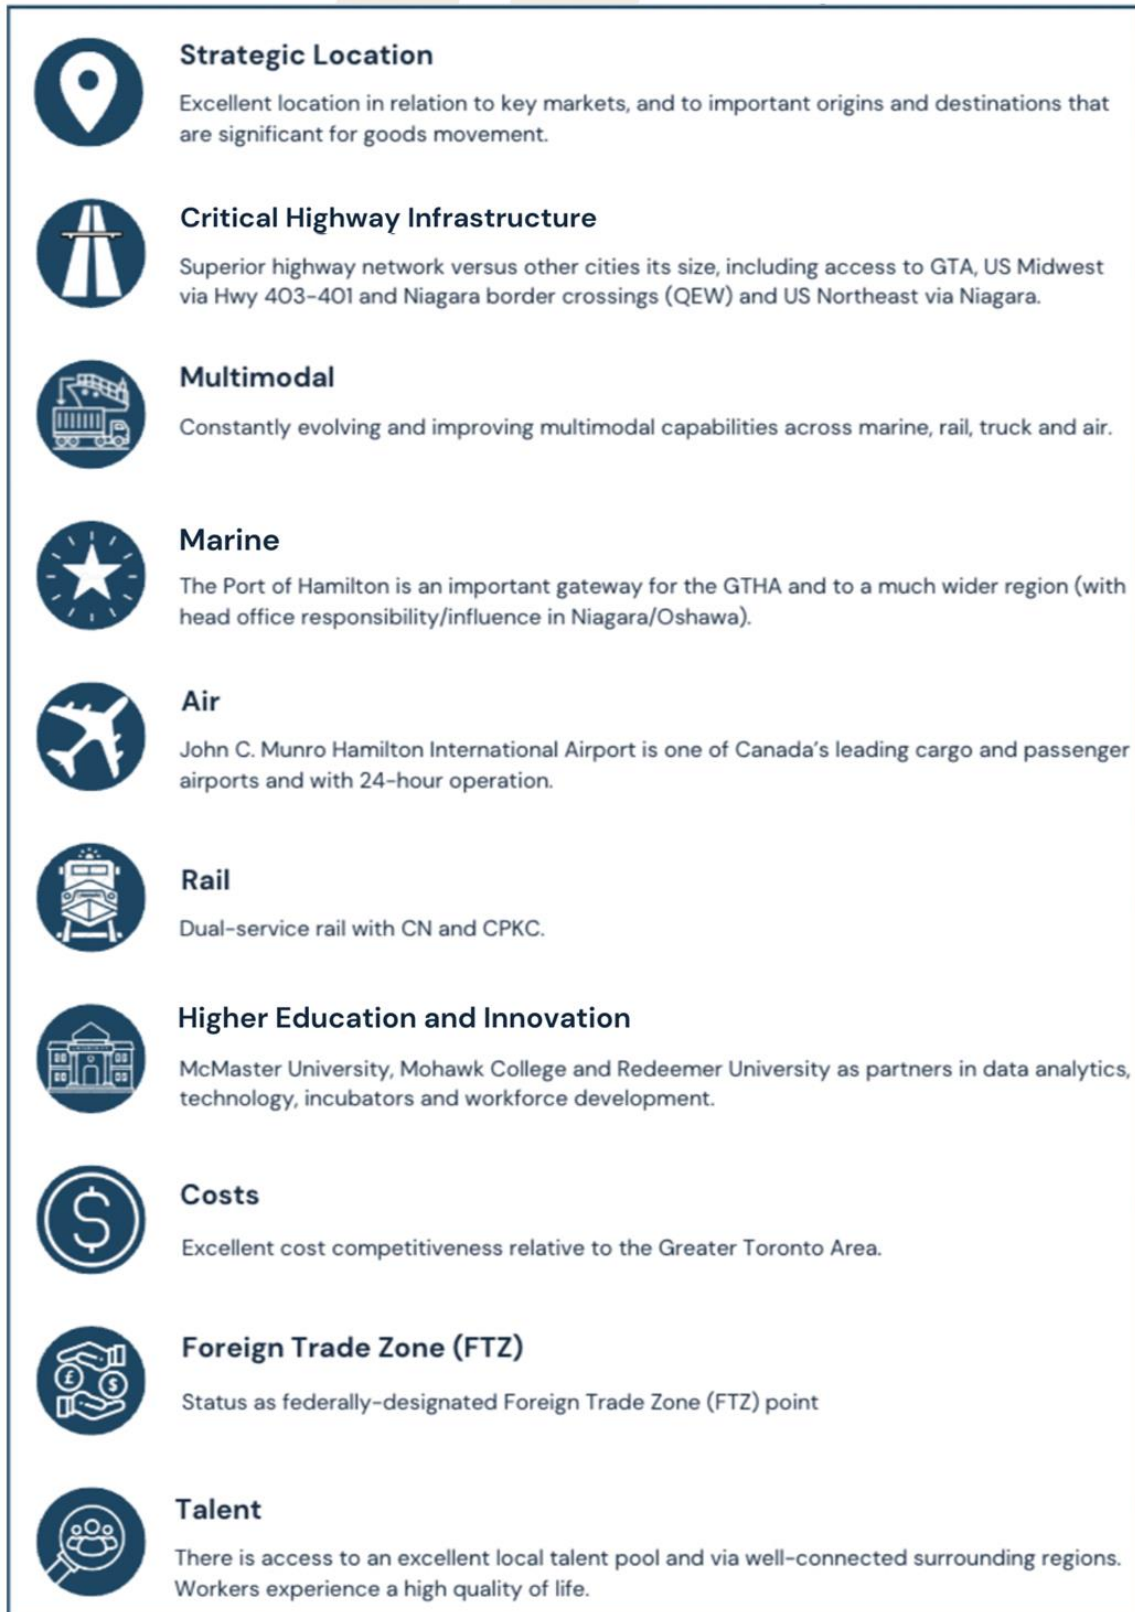 Strategic Location
Excellent location in relation to key markets, and to important origins and destinations that
are significant for goods movement.
Critical Highway Infrastructure
Superior highway network versus other cities its size, including access to GTA, US Midwest
via Hwy 403-401 and Niagara border crossings (QEW) and US Northeast via Niagara.
Multimodal
Constantly evolving and improving multimodal capabilities across marine, rail, truck and air.
Marine
The Port of Hamilton is an important gateway for the GTHA and to a much wider region (with
head office responsibility/influence in Niagara/Oshawa).
Air
John C. Munro Hamilton International Airport is one of Canada's leading cargo and passenger
airports and with 24-hour operation.
Rail
Dual-service rail with CN and CPKC.
Higher Education and Innovation
McMaster University, Mohawk College and Redeemer University as partners in data analytics,
technology, incubators and workforce development.
$
Costs
Excellent cost competitiveness relative to the Greater Toronto Area.
£
$
Foreign Trade Zone (FTZ)
Status as federally-designated Foreign Trade Zone (FTZ) point
Talent
There is access to an excellent local talent pool and via well-connected surrounding regions.
Workers experience a high quality of life.